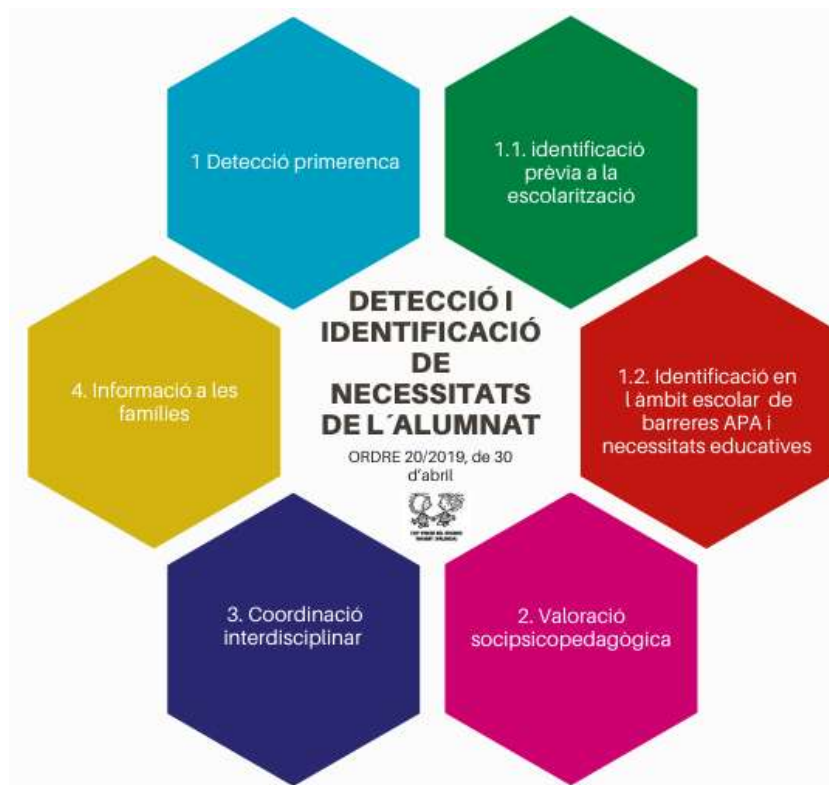 1 Detecció primerenca
1.1. identificació
prèvia a la
escolarització
DETECCIÓ I
IDENTIFICACIÓ
DE
NECESSITATS
DE L´ALUMNAT
ORDRE 20/2019, de 30
d'abril
1.2. Identificació en
l àmbit escolar de
barreres APA i
necessitats educatives
2. Valoració
socipsicopedagògica
3. Coordinació
interdisciplinar
4. Informació a les
famílies